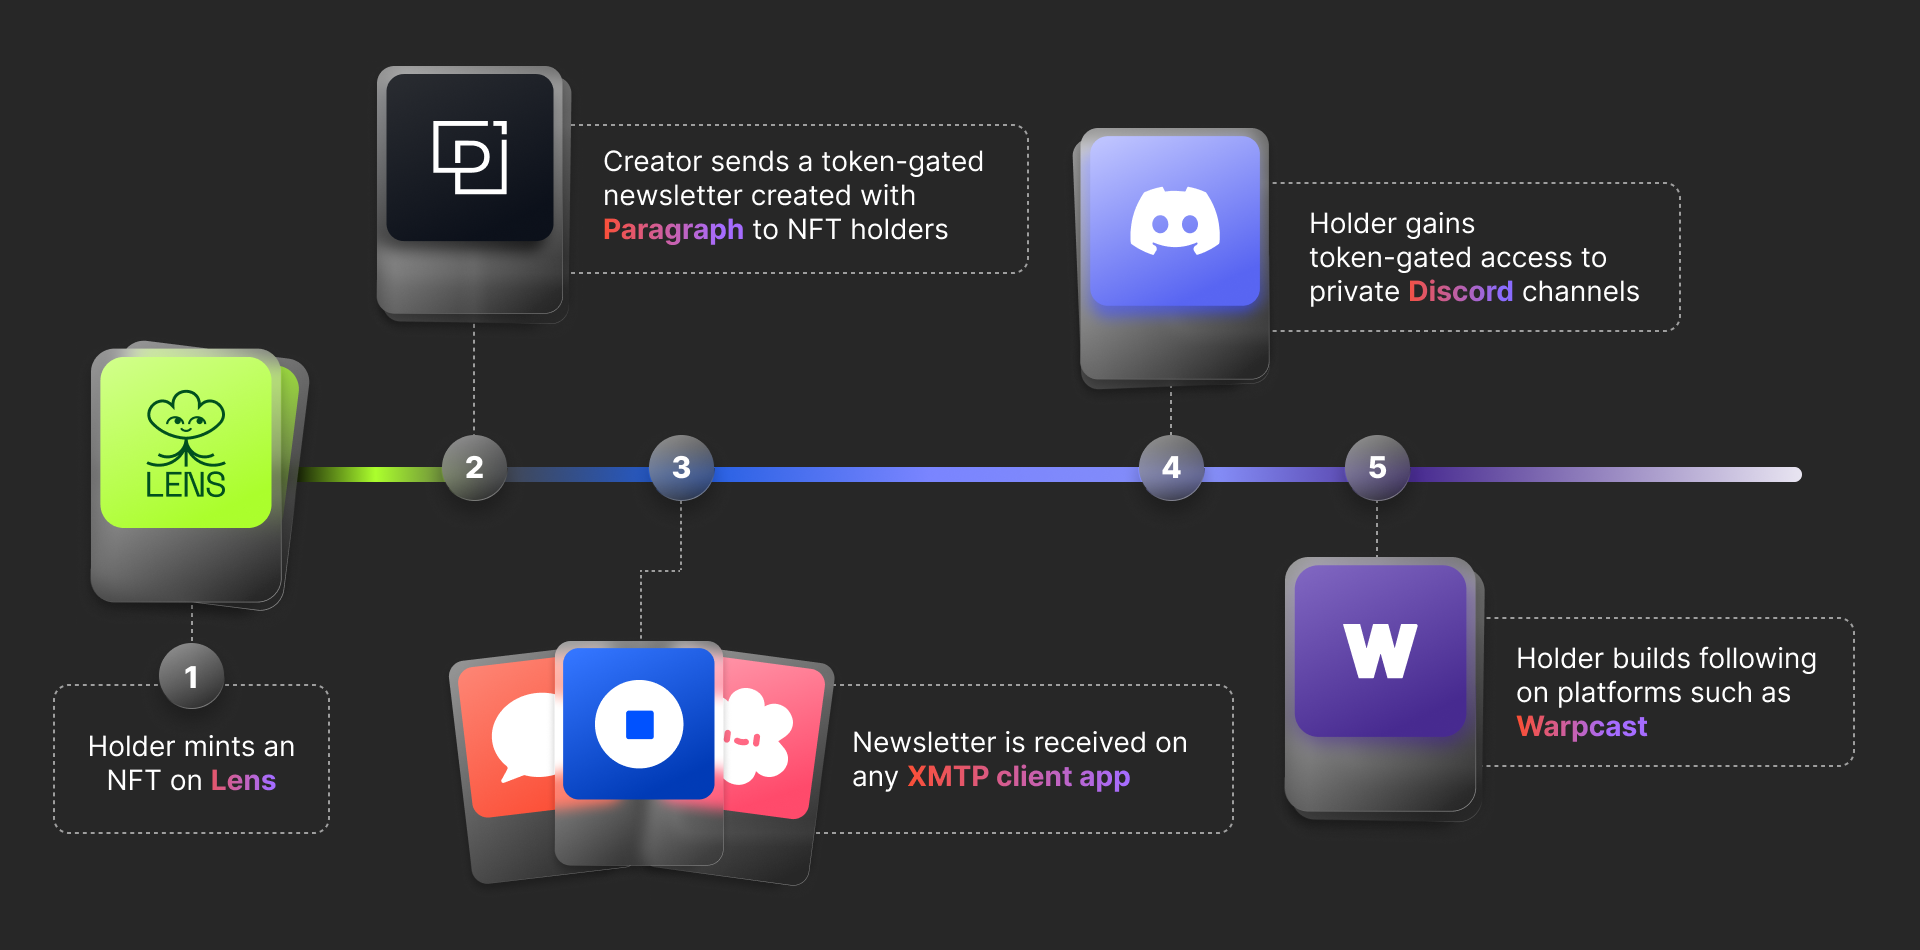 LENS
1
Holder mints an
NFT on Lens
2
Creator sends a token-gated
newsletter created with
Paragraph to NFT holders
3
Newsletter is received on
any XMTP client app
4
Holder gains
token-gated access to
private Discord channels
5
W
Holder builds following
on platforms such as
Warpcast